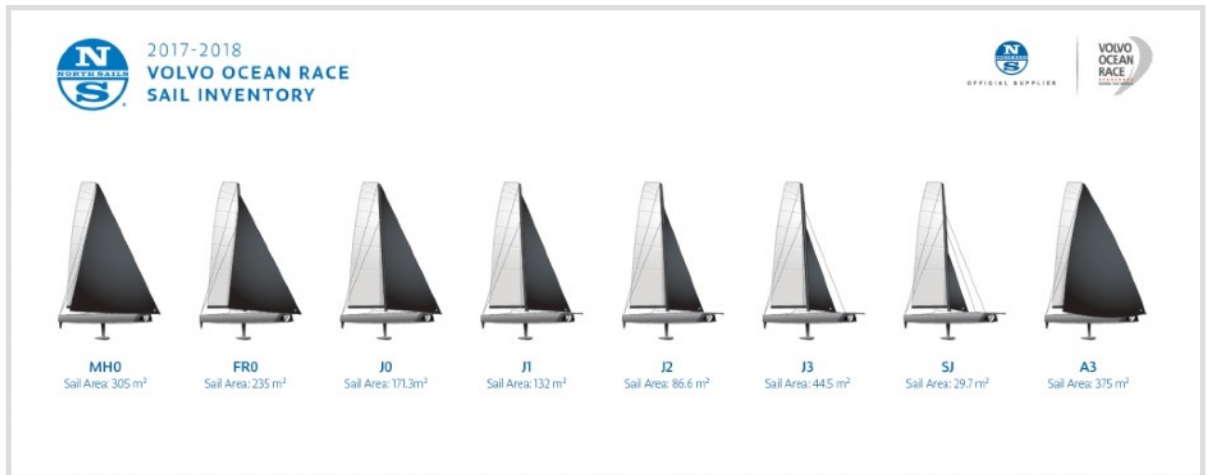 2017-2018
VOLVO OCEAN RACE
SAIL INVENTORY
N
NORTH SAILS
S
N
S
OFFICIAL SUPPLIER
VOLVO
OCEAN
RACE
MH0
Sail Area: 305 m²
FR0
Sail Area: 235 m²
J0
Sail Area: 171.3m²
J1
Sail Area: 132 m²
J2
Sail Area: 86.6 m²
J3
Sail Area: 44.5 m²
SJ
Sail Area: 29.7 m²
A3
Sail Area: 375 m²